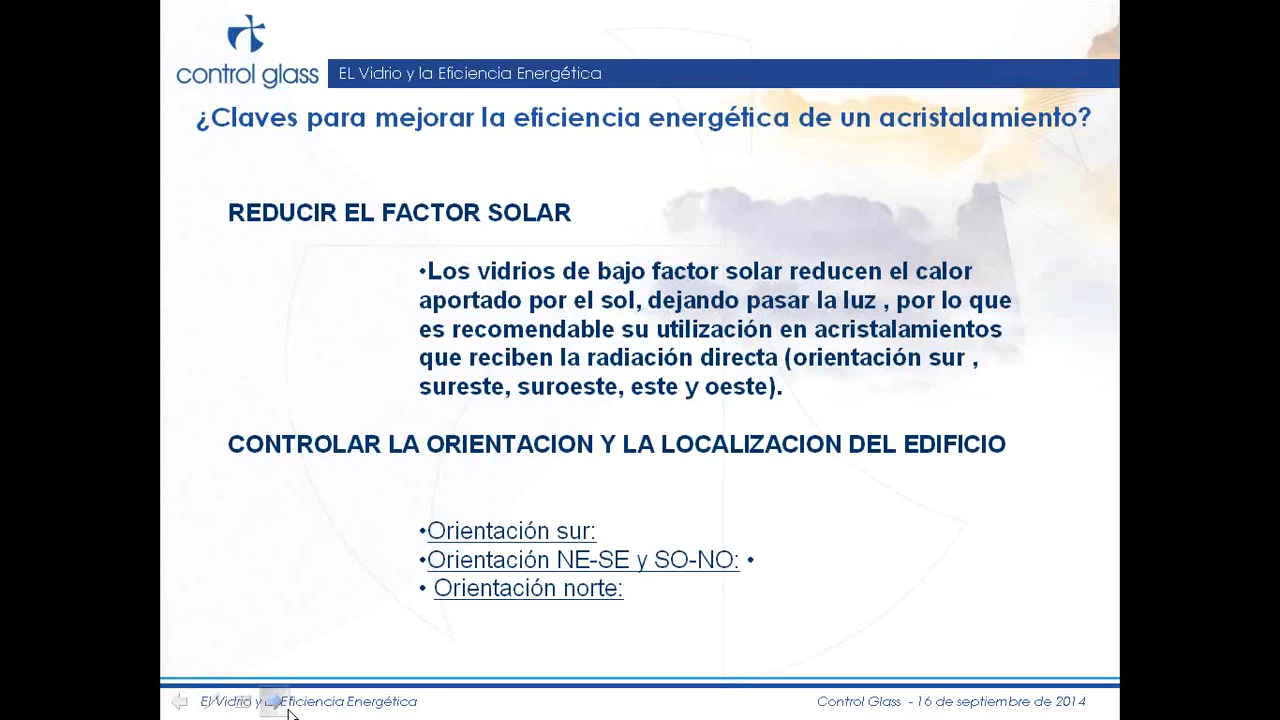 control glass
EL Vidrio y la Eficiencia Energética
¿Claves para mejorar la eficiencia energética de un acristalamiento?
REDUCIR EL FACTOR SOLAR
•Los vidrios de bajo factor solar reducen el calor
aportado por el sol, dejando pasar la luz , por lo que
es recomendable su utilización en acristalamientos
que reciben la radiación directa (orientación sur ,
sureste, suroeste, este y oeste).
CONTROLAR LA ORIENTACION Y LA LOCALIZACION DEL EDIFICIO
•Orientación sur:
•Orientación NE-SE y SO-NO: •
• Orientación norte:
El Vidrio y la Eficiencia Energética
Control Glass - 16 de septiembre de 2014